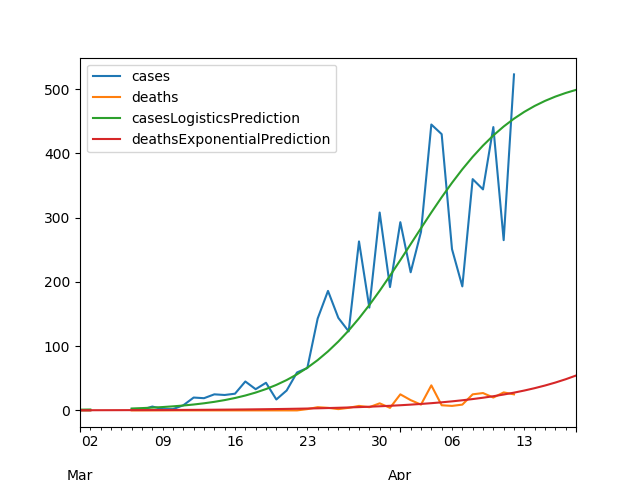 500
400
300
200
100
0
cases
deaths
casesLogisticsPrediction
deathsExponentialPrediction
02 09 16 23 30 06 13
Mar Apr